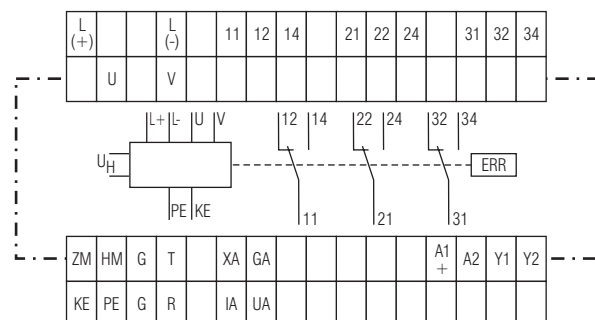 L (+) L (-) 11 12 14 21 22 24 31 32 34
U V
L+ L- U V 12 14 22 24 32 34
UH ERR
PE KE 11 21 31
ZM HM G T XA GA A1 + A2 Y1 Y2
KE PE G R IA UA